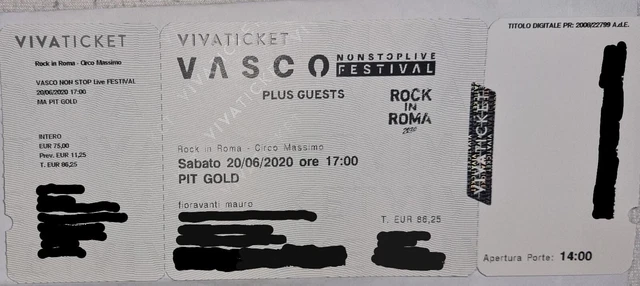 VIVATICKET
Rock in Roma - Circo Massimo
VASCO NON STOP Live FESTIVAL
20/06/2020 17:00
MA PIT GOLD
INTERO
EUR 75,00
Prev. EUR 11,25
T. EUR 86,25
VIVATICKET
VASCO NONSTOPLIVE
FESTIVAL
PLUS GUESTS
ROCK
IN
ROMA
2020
Rock in Roma - Circo Massimo
Sabato 20/06/2020 ore 17:00
PIT GOLD
fioravanti mauro
T. EUR 86,25
VIVATICKET
TITOLO DIGITALE PR: 2009/22799 A.d.E.
Apertura Porte: 14:00